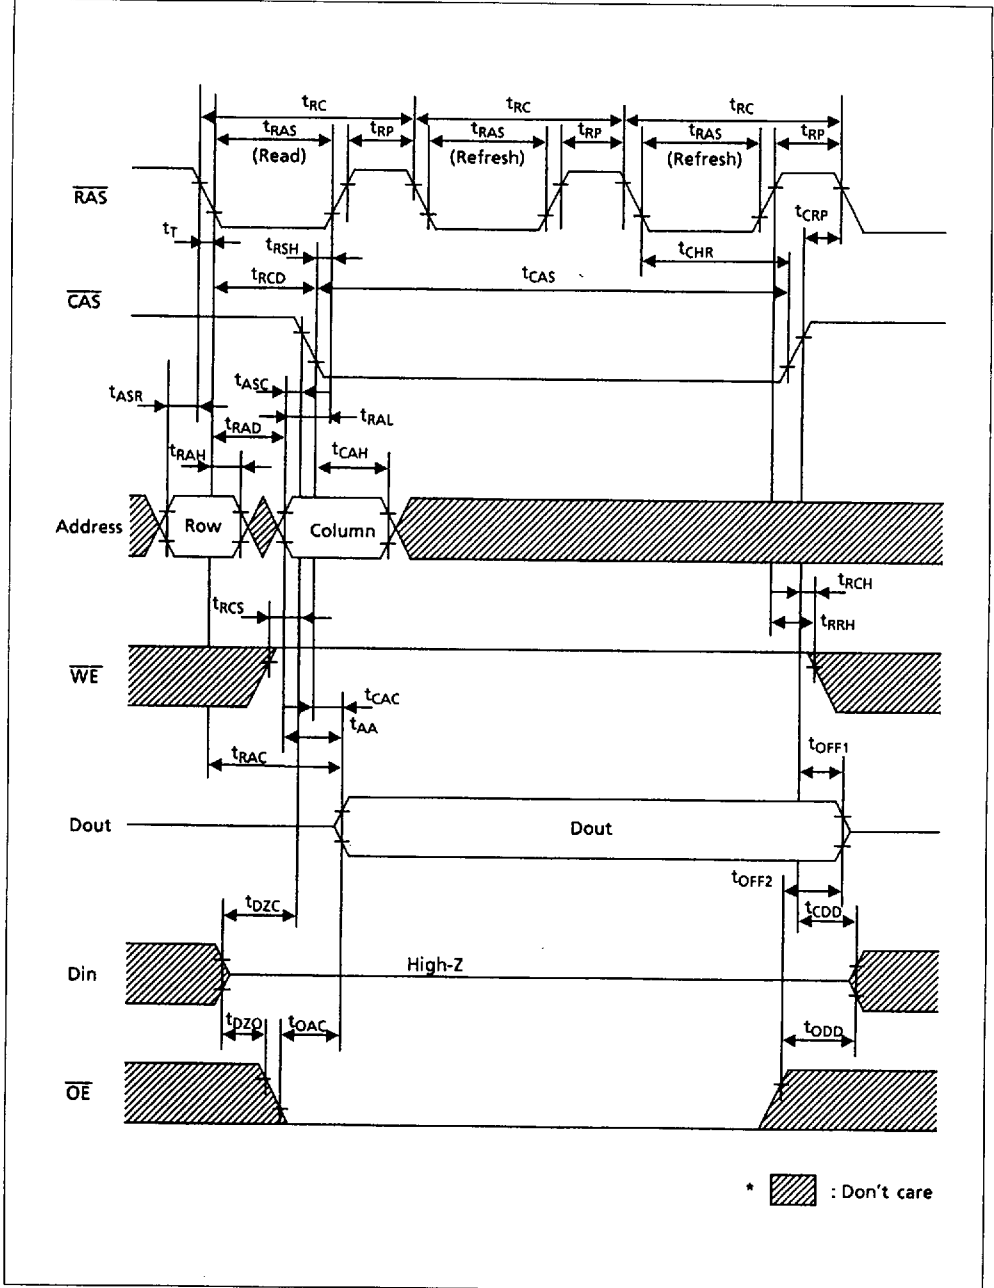 tRC tRC tRC
tRAS tRP tRAS tRP tRAS tRP
(Read) (Refresh) (Refresh)
RAS
tT tRSH tCHR tCRP
tRCD tCAS
CAS
tASR tASC tRAL
tRAD
tRAH tCAH
Address Row Column
tRCS tRCH
tRRH
WE
tCAC
tAA
tRAC tOFF1
Dout Dout
tOFF2
tDZC tCDD
Din High-Z
tDZO tOAC tODD
OE
* : Don't care